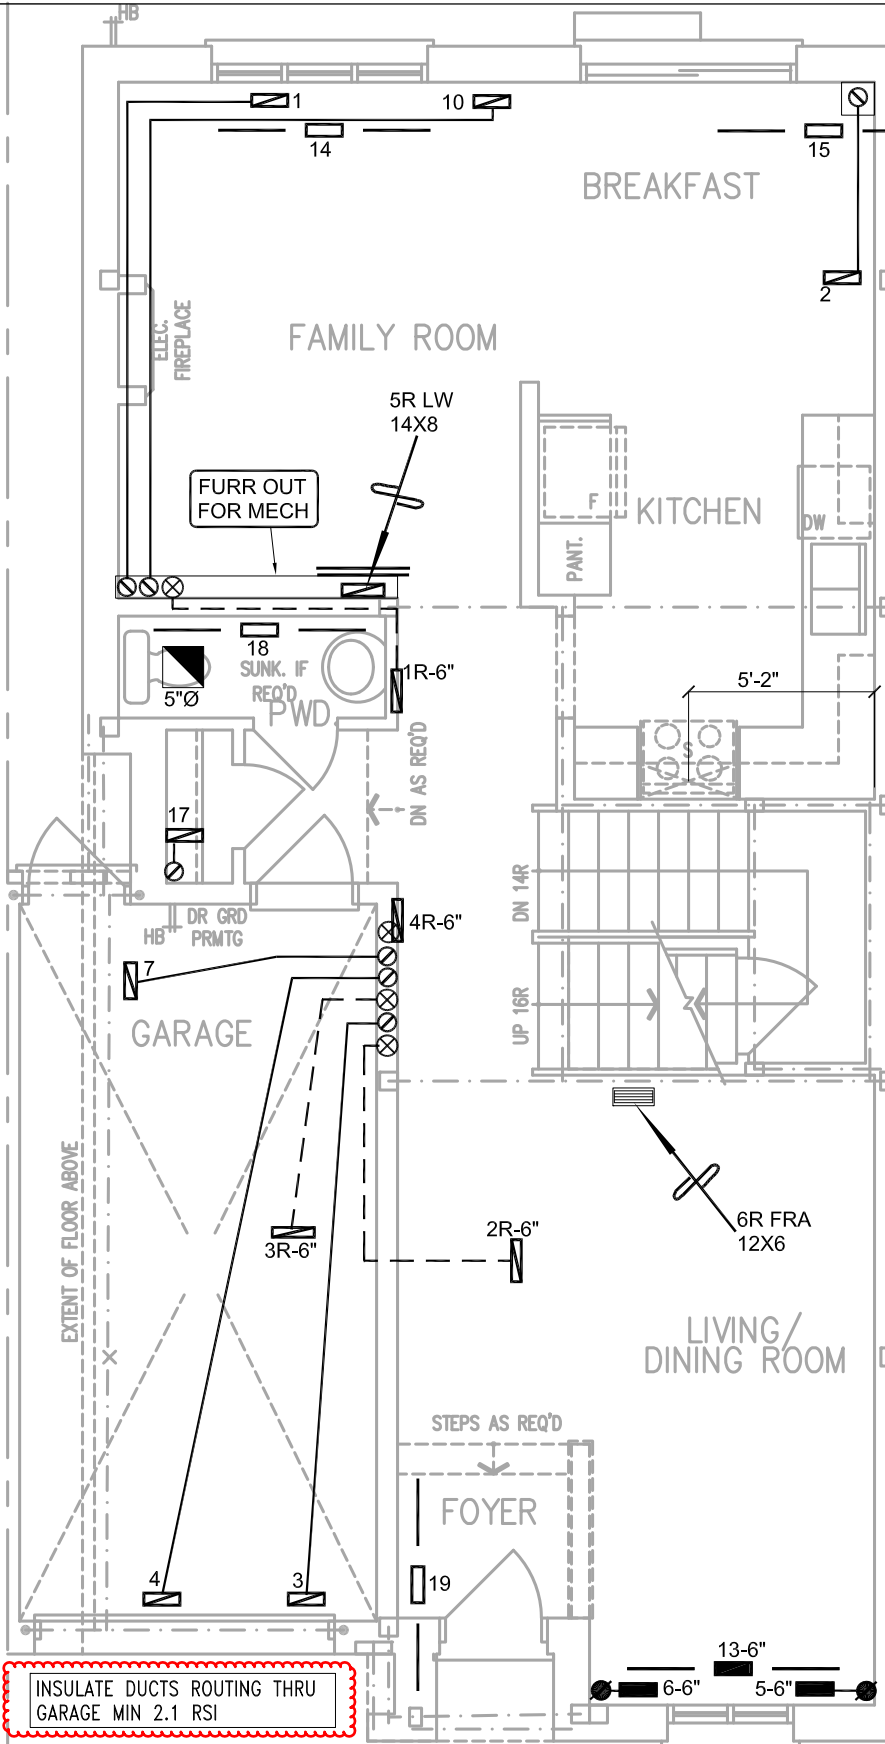 HB
1
10
14
15
BREAKFAST
2
ELEC.
FIREPLACE
FAMILY ROOM
5R LW
14X8
FURR OUT
FOR MECH
F
KITCHEN
DW
PANT.
18
SUNK. IF
REQ'D
1R-6"
5"Ø
PWD.
5'-2"
S
DN AS REQ'D
17
DN 14R
4R-6"
DR GRD
PRMTG
HB
7
GARAGE
UP 16R
Z
EXTENT OF FLOOR ABOVE
3R-6"
2R-6"
6R FRA
12X6
LIVING/
DINING ROOM
STEPS AS REQ'D
FOYER
4
3
19
13-6"
6-6"
5-6"
INSULATE DUCTS ROUTING THRU
GARAGE MIN 2.1 RSI